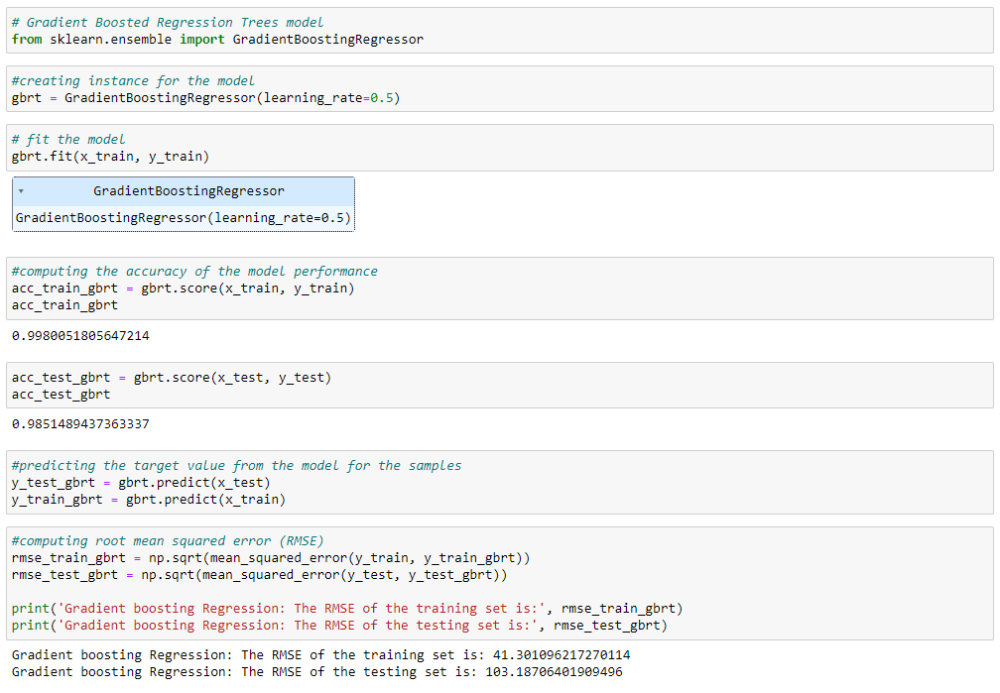 # Gradient Boosted Regression Trees model
from sklearn.ensemble import GradientBoostingRegressor
#creating instance for the model
gbrt = GradientBoostingRegressor(learning_rate=0.5)
# fit the model
gbrt.fit(x_train, y_train)
GradientBoostingRegressor
GradientBoostingRegressor(learning_rate=0.5)
#computing the accuracy of the model performance
acc_train_gbrt = gbrt.score(x_train, y_train)
acc_train_gbrt
0.9980051805647214
acc_test_gbrt = gbrt.score(x_test, y_test)
acc_test_gbrt
0.9851489437363337
#predicting the target value from the model for the samples
y_test_gbrt = gbrt.predict(x_test)
y_train_gbrt = gbrt.predict(x_train)
#computing root mean squared error (RMSE)
rmse_train_gbrt = np.sqrt(mean_squared_error(y_train, y_train_gbrt))
rmse_test_gbrt = np.sqrt(mean_squared_error(y_test, y_test_gbrt))
print('Gradient boosting Regression: The RMSE of the training set is:', rmse_train_gbrt)
print('Gradient boosting Regression: The RMSE of the testing set is:', rmse_test_gbrt)
Gradient boosting Regression: The RMSE of the training set is: 41.301096217270114
Gradient boosting Regression: The RMSE of the testing set is: 103.18706401909496